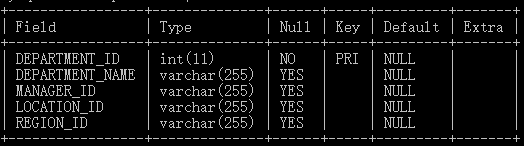 Field | Type | Null | Key | Default | Extra
DEPARTMENT_ID | int(11) | NO | PRI | NULL |
DEPARTMENT_NAME | varchar(255) | YES | | NULL |
MANAGER_ID | varchar(255) | YES | | NULL |
LOCATION_ID | varchar(255) | YES | | NULL |
REGION_ID | varchar(255) | YES | | NULL |